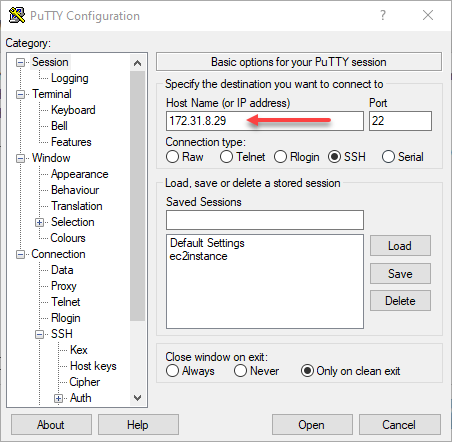 PuTTY Configuration
? ×
Category:
Session
Logging
Terminal
Keyboard
Bell
Features
Window
Appearance
Behaviour
Translation
Selection
Colours
Connection
Data
Proxy
Telnet
Rlogin
SSH
Kex
Host keys
Cipher
Auth
Basic options for your PuTTY session
Specify the destination you want to connect to
Host Name (or IP address) Port
172.31.8.29 22
Connection type:
Raw Telnet Rlogin SSH Serial
Load, save or delete a stored session
Saved Sessions
Default Settings
ec2instance
Load
Save
Delete
Close window on exit:
Always Never Only on clean exit
About Help Open Cancel